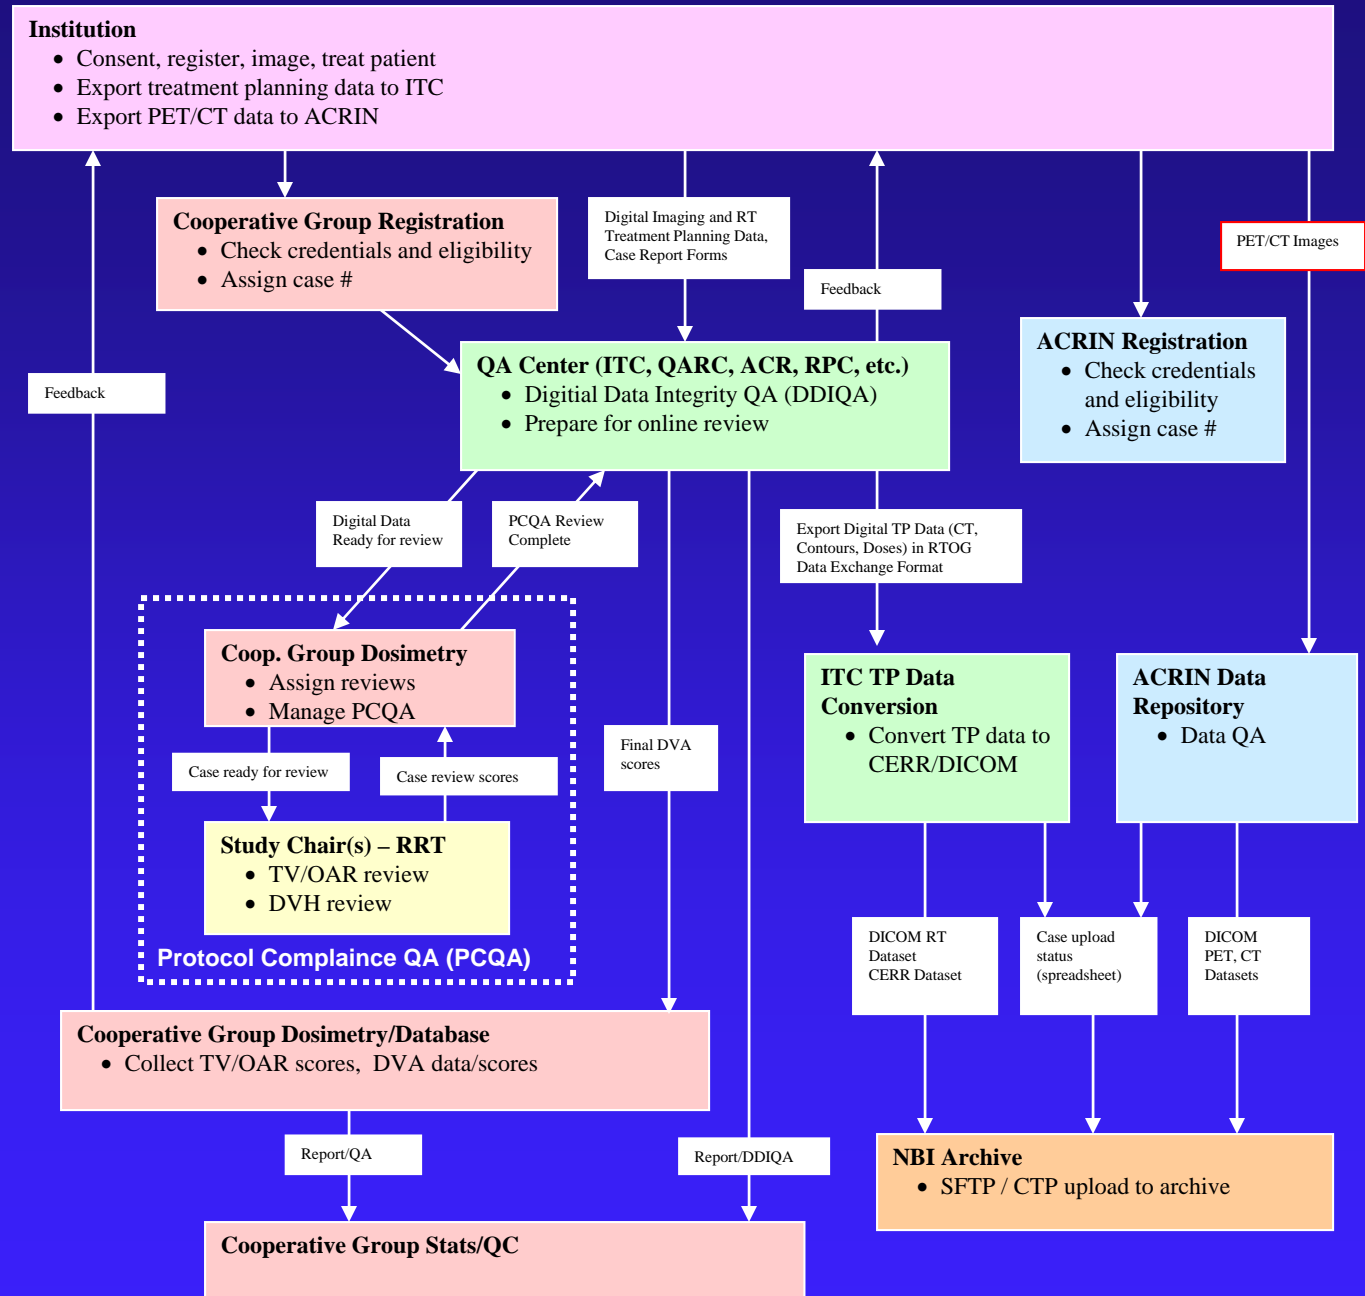 Institution
• Consent, register, image, treat patient
• Export treatment planning data to ITC
• Export PET/CT data to ACRIN
Cooperative Group Registration
• Check credentials and eligibility
• Assign case #
Digital Imaging and RT
Treatment Planning Data,
Case Report Forms
Feedback
PET/CT Images
ACRIN Registration
• Check credentials
and eligibility
• Assign case #
Feedback
QA Center (ITC, QARC, ACR, RPC, etc.)
• Digitial Data Integrity QA (DDIQA)
• Prepare for online review
Digital Data
Ready for review
PCQA Review
Complete
Export Digital TP Data (CT,
Contours, Doses) in RTOG
Data Exchange Format
Coop. Group Dosimetry
• Assign reviews
• Manage PCQA
Case ready for review
Case review scores
Study Chair(s) – RRT
• TV/OAR review
• DVH review
Protocol Complaince QA (PCQA)
Final DVA
scores
ITC TP Data
Conversion
• Convert TP data to
CERR/DICOM
ACRIN Data
Repository
• Data QA
DICOM RT
Dataset
CERR Dataset
Case upload
status
(spreadsheet)
DICOM
PET, CT
Datasets
Cooperative Group Dosimetry/Database
• Collect TV/OAR scores, DVA data/scores
Report/QA
Report/DDIQA
NBI Archive
• SFTP / CTP upload to archive
Cooperative Group Stats/QC